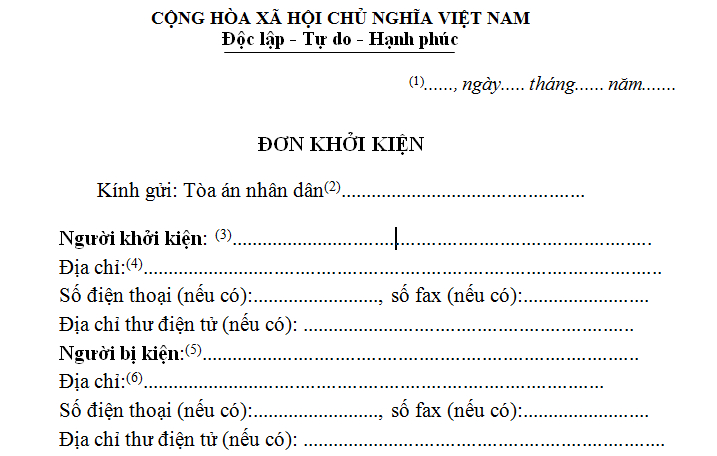 CỘNG HÒA XÃ HỘI CHỦ NGHĨA VIỆT NAM
Độc lập - Tự do - Hạnh phúc
(1)......, ngày..... tháng...... năm.......
ĐƠN KHỞI KIỆN
Kính gửi: Tòa án nhân dân(2)................................................
Người khởi kiện: (3)...................................................................................
Địa chỉ:(4).......................................................................................................
Số điện thoại (nếu có):........................., số fax (nếu có):.........................
Địa chỉ thư điện tử (nếu có): ..................................................................
Người bị kiện:(5).......................................................................................
Địa chỉ:(6)...........................................................................................
Số điện thoại (nếu có):........................., số fax (nếu có):.........................
Địa chỉ thư điện tử (nếu có): ........................................................................